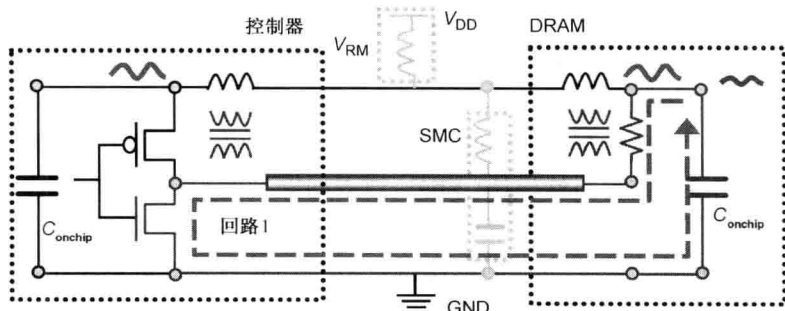 控制器
V_DD
DRAM
V_RM
SMC
C_onchip
回路1
C_onchip
GND